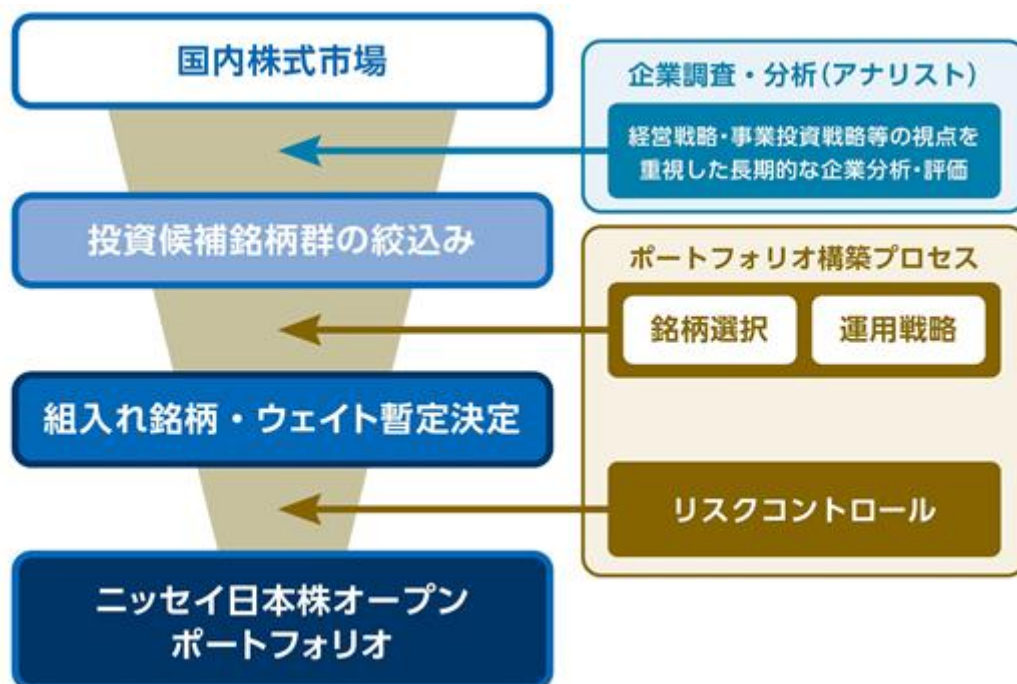 国内株式市場
企業調査・分析(アナリスト)
経営戦略・事業投資戦略等の視点を
重視した長期的な企業分析・評価
投資候補銘柄群の絞込み
ポートフォリオ構築プロセス
銘柄選択
運用戦略
組入れ銘柄・ウェイト暫定決定
リスクコントロール
ニッセイ日本株オープン
ポートフォリオ